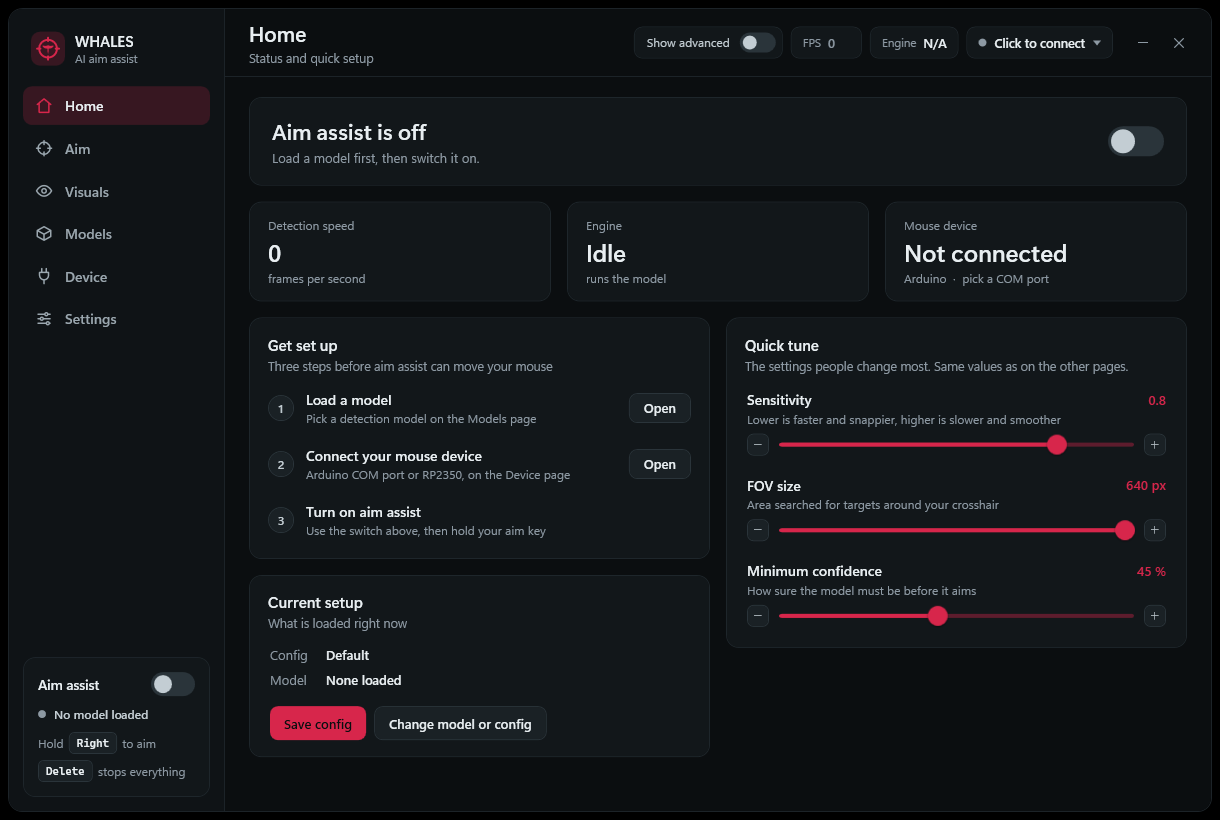 WHALES
AI aim assist
Home
Aim
Visuals
Models
Device
Settings
Aim assist
No model loaded
Hold Right to aim
Delete stops everything
Home
Status and quick setup
Show advanced
FPS 0
Engine N/A
Click to connect
Aim assist is off
Load a model first, then switch it on.
Detection speed
0
frames per second
Engine
Idle
runs the model
Mouse device
Not connected
Arduino · pick a COM port
Get set up
Three steps before aim assist can move your mouse
1
Load a model
Pick a detection model on the Models page
Open
2
Connect your mouse device
Arduino COM port or RP2350, on the Device page
Open
3
Turn on aim assist
Use the switch above, then hold your aim key
Current setup
What is loaded right now
Config Default
Model None loaded
Save config
Change model or config
Quick tune
The settings people change most. Same values as on the other pages.
Sensitivity 0.8
Lower is faster and snappier, higher is slower and smoother
FOV size 640 px
Area searched for targets around your crosshair
Minimum confidence 45 %
How sure the model must be before it aims